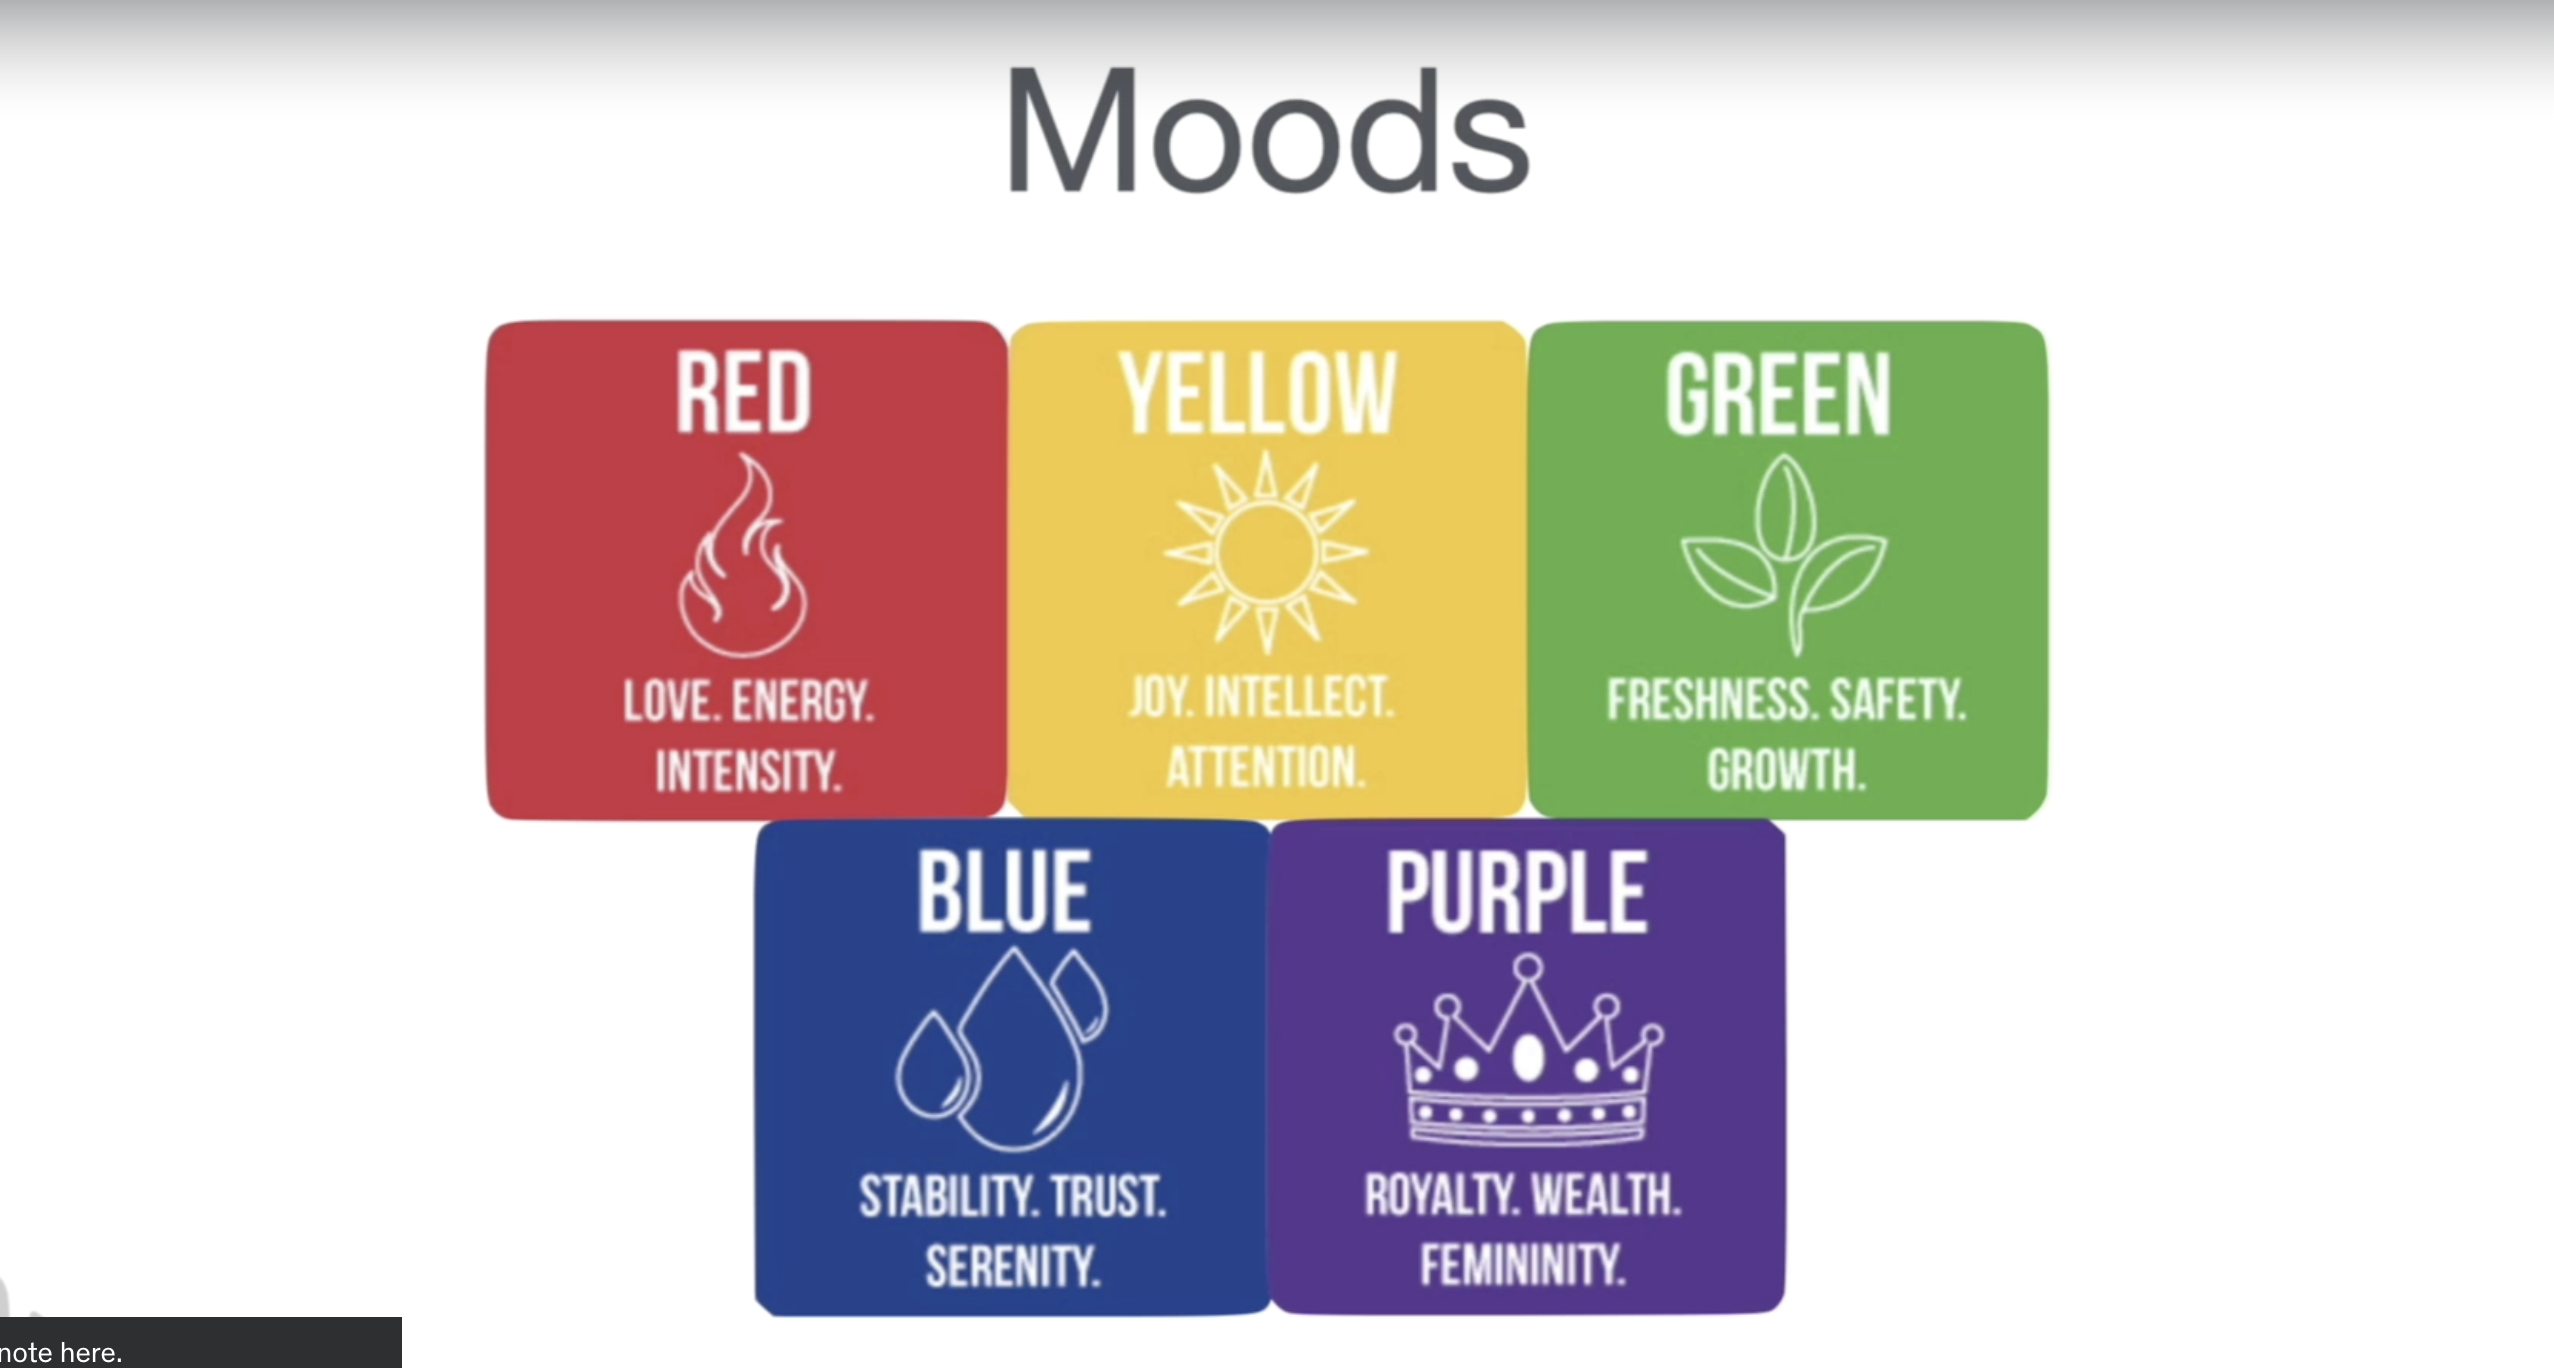 Moods
RED
LOVE. ENERGY.
INTENSITY.
YELLOW
JOY. INTELLECT.
ATTENTION.
GREEN
FRESHNESS. SAFETY.
GROWTH.
BLUE
STABILITY. TRUST.
SERENITY.
PURPLE
ROYALTY. WEALTH.
FEMININITY.
note here.